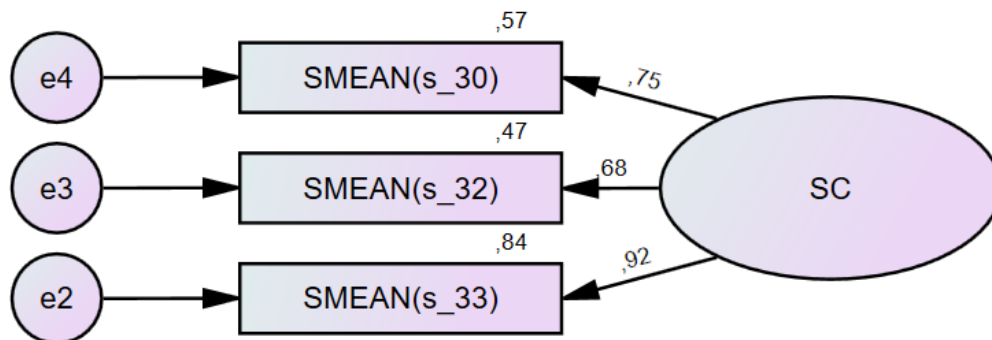 ,57
e4
SMEAN(s_30)
,75
,47
e3
SMEAN(s_32)
,68
SC
,84
e2
SMEAN(s_33)
,92